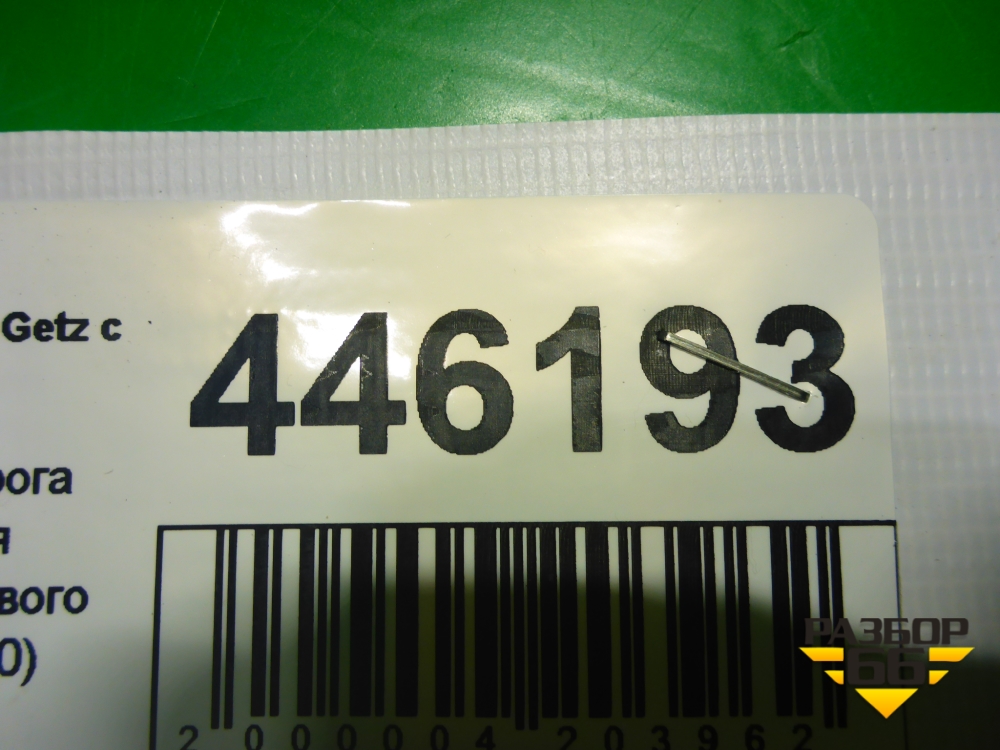 Getz с
446193
рога
я
вого
0)
2 000004 203962
РАЗБОР
66